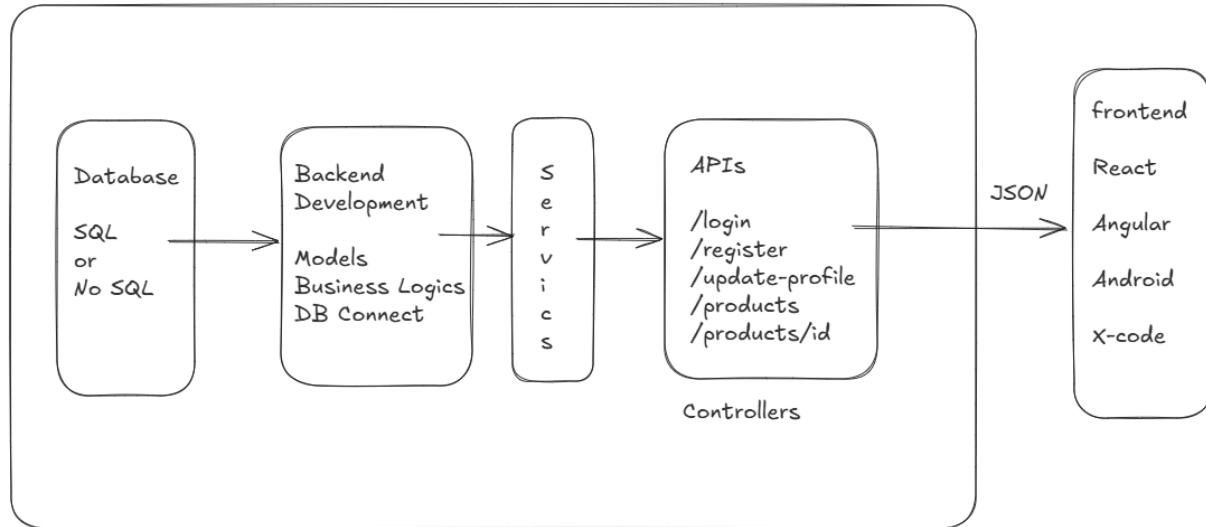 Database
SQL
or
No SQL
Backend
Development
Models
Business Logics
DB Connect
S
e
r
v
i
c
s
APIs
/login
/register
/update-profile
/products
/products/id
Controllers
JSON
frontend
React
Angular
Android
X-code